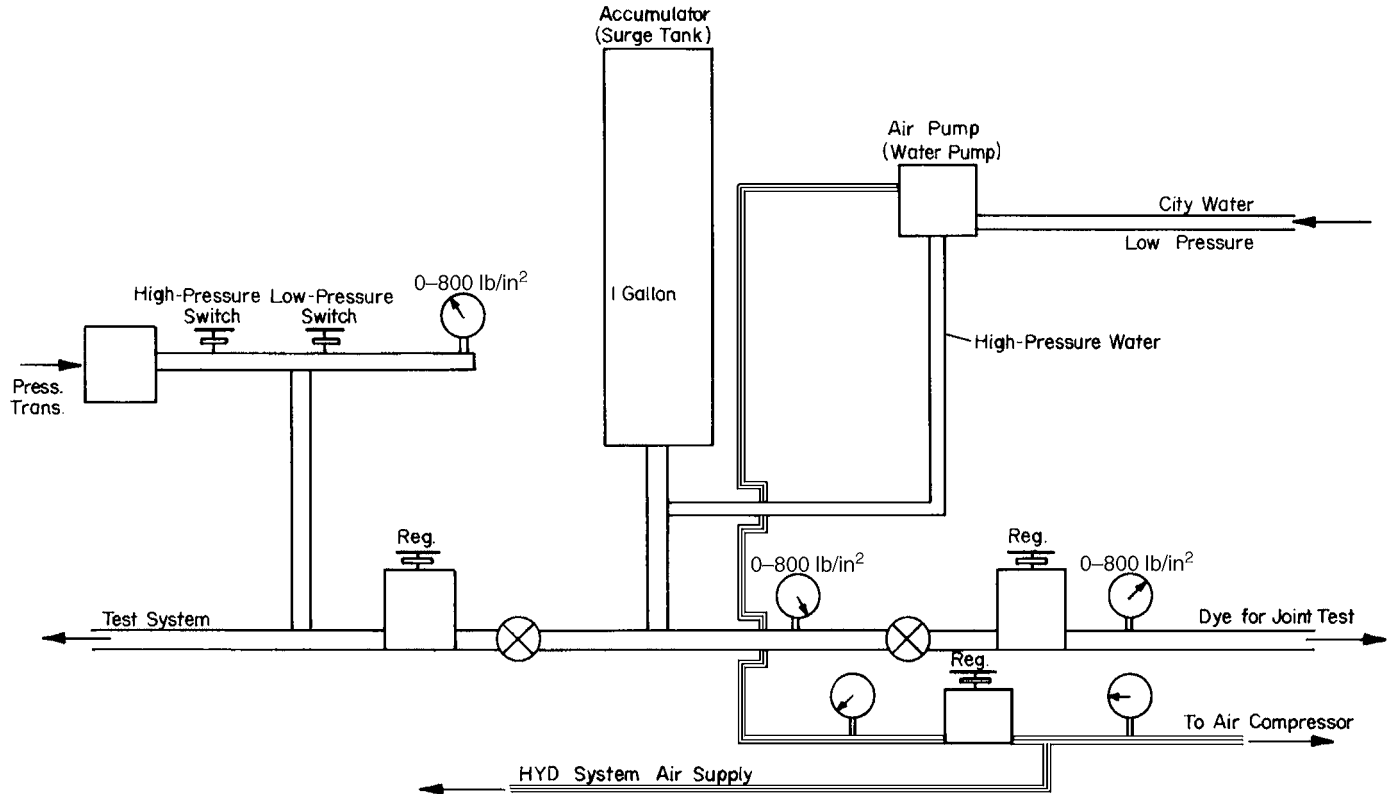 Accumulator
(Surge Tank)
Air Pump
(Water Pump)
City Water
Low Pressure
0–800 lb/in²
High-Pressure
Switch
Low-Pressure
Switch
1 Gallon
High-Pressure Water
Press.
Trans.
Reg.
Reg.
0–800 lb/in²
0–800 lb/in²
Test System
Dye for Joint Test
Reg.
To Air Compressor
HYD System Air Supply